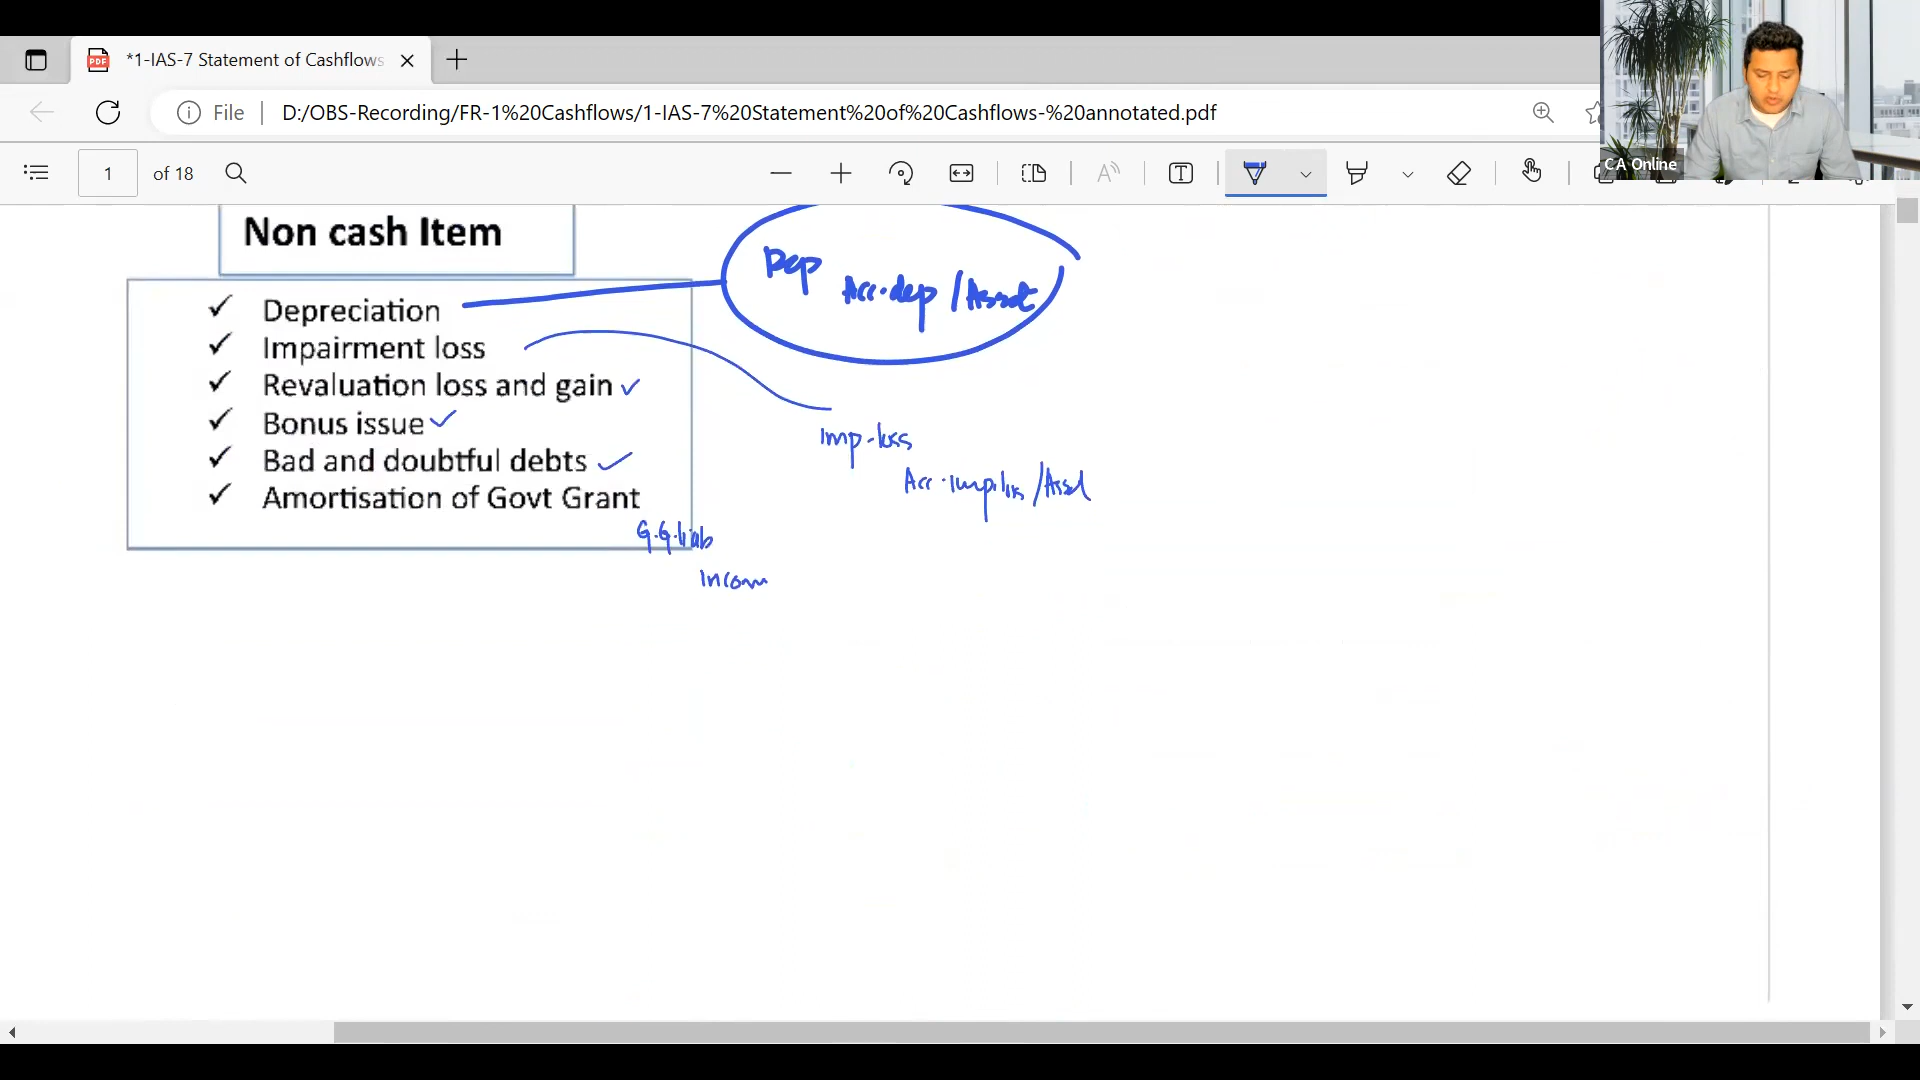 *1-IAS-7 Statement of Cashflows
File D:/OBS-Recording/FR-1%20Cashflows/1-IAS-7%20Statement%20of%20Cashflows-%20annotated.pdf
C A Online
1 of 18
Non cash Item
Dep
Acc.dep / Asset
✓ Depreciation
✓ Impairment loss
✓ Revaluation loss and gain ✓
✓ Bonus issue ✓
Imp.loss
✓ Bad and doubtful debts ✓
Acc.imp.loss / Asset
✓ Amortisation of Govt Grant
G.G.Liab
Incom